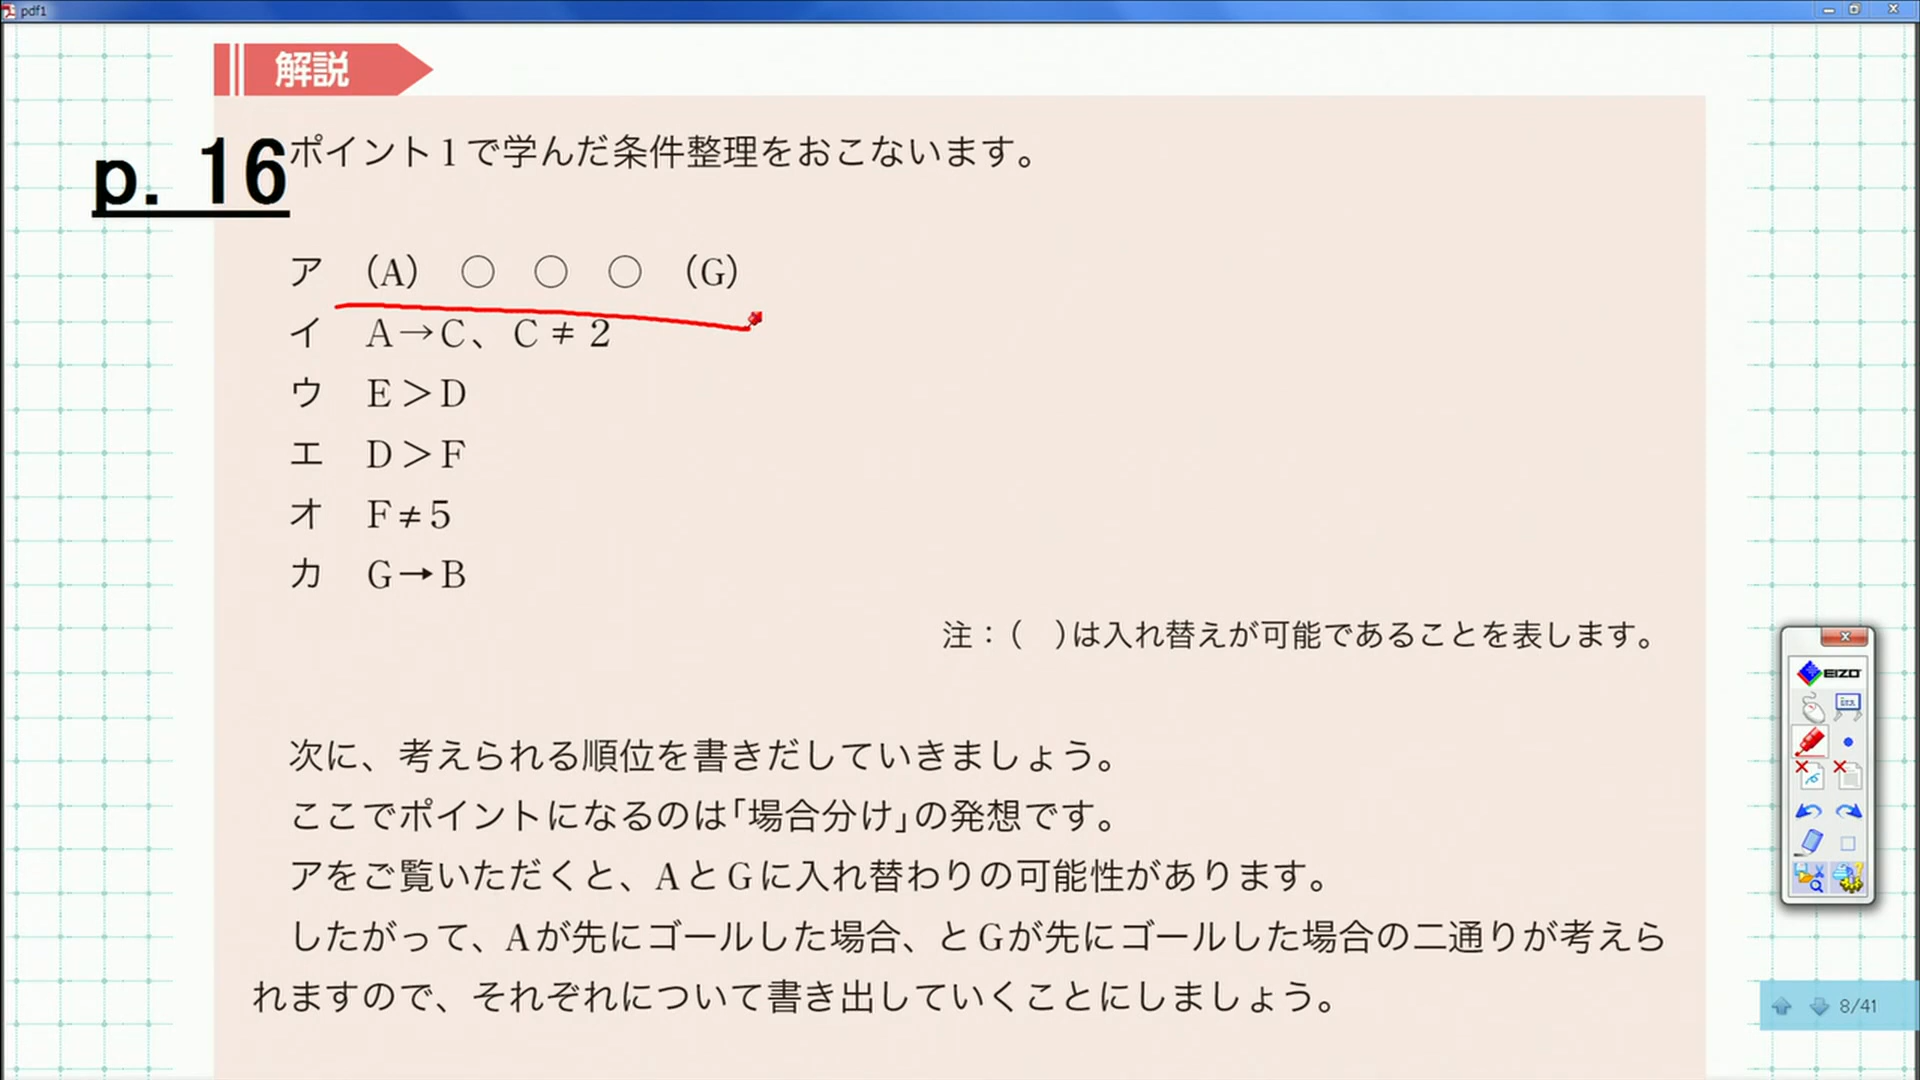 pdf1
解説
p. 16
ポイント1で学んだ条件整理をおこないます。
ア （A） ○ ○ ○ （G）
イ A→C、C≠2
ウ E＞D
エ D＞F
オ F≠5
カ G→B
注：（　）は入れ替えが可能であることを表します。
次に、考えられる順位を書きだしていきましょう。
ここでポイントになるのは「場合分け」の発想です。
アをご覧いただくと、AとGに入れ替わりの可能性があります。
したがって、Aが先にゴールした場合、とGが先にゴールした場合の二通りが考えら
れますので、それぞれについて書き出していくことにしましょう。
EIZO
8/41